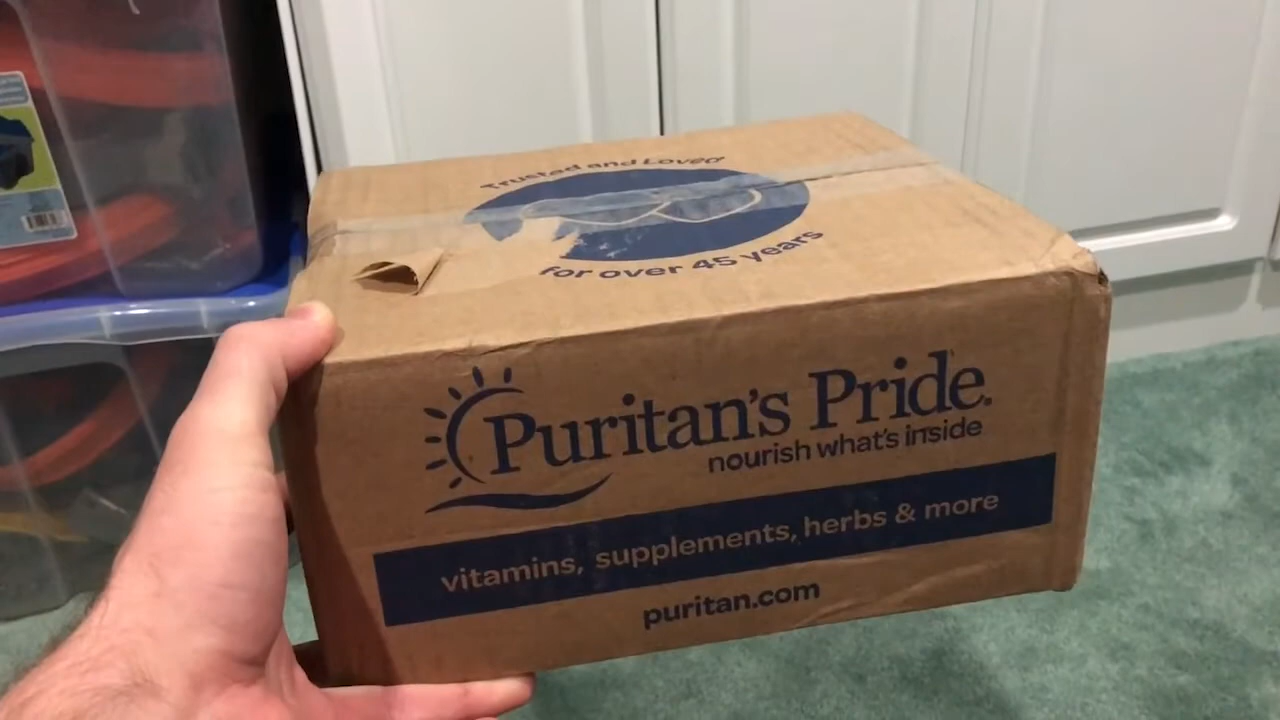 Trusted and Loved
for over 45 years
Puritan's Pride.
nourish what's inside
vitamins, supplements, herbs & more
puritan.com